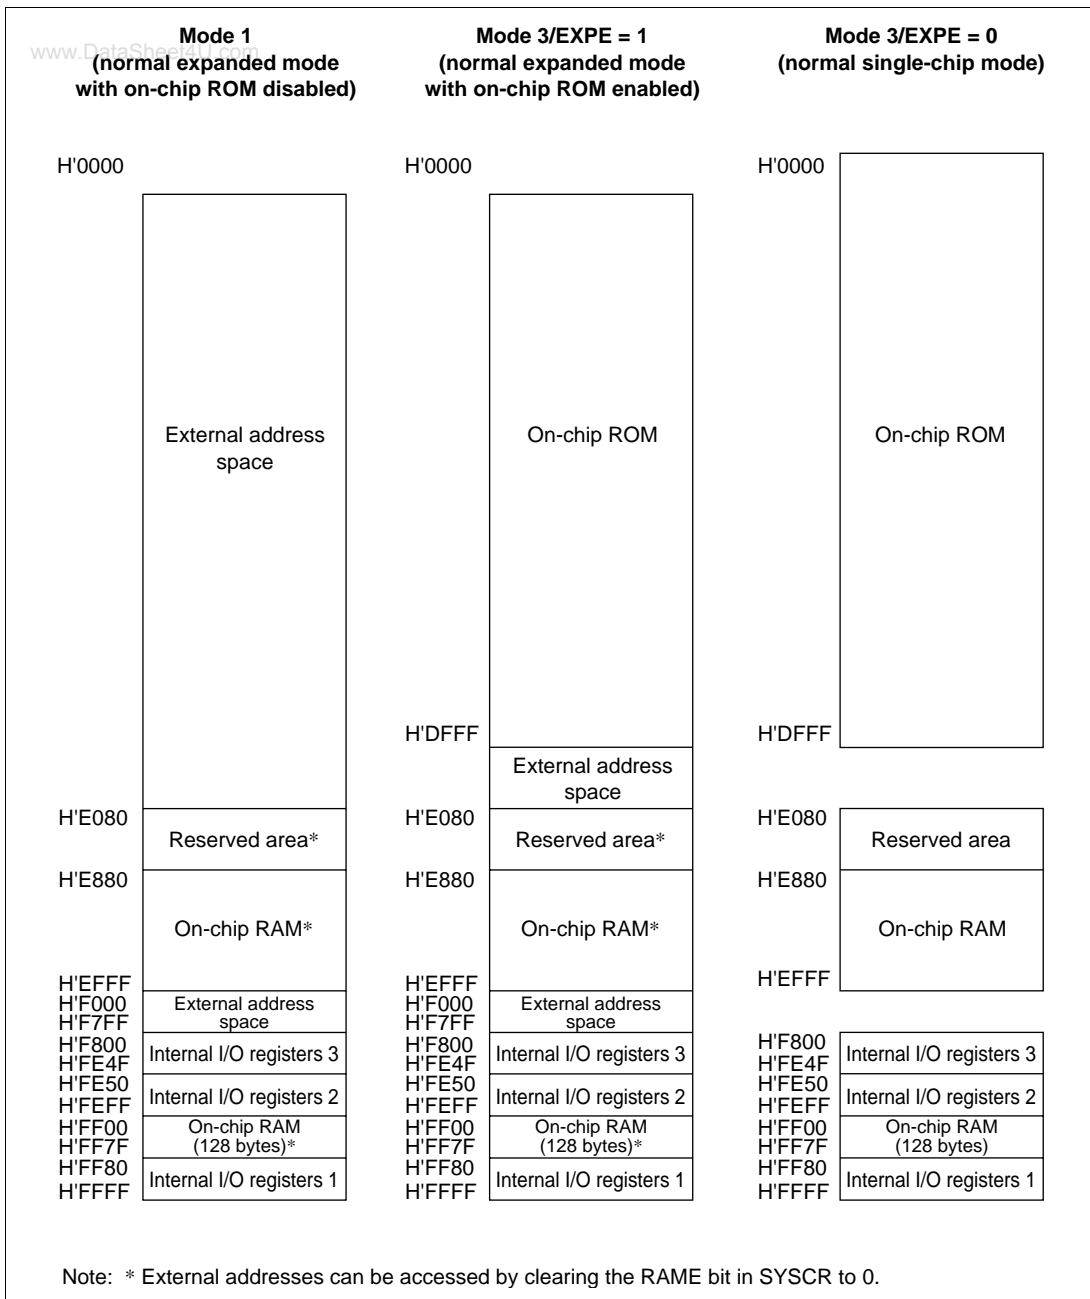 www.DataSheet4U.com
Mode 1
(normal expanded mode
with on-chip ROM disabled)
H'0000
External address
space
H'E080
Reserved area*
H'E880
On-chip RAM*
H'EFFF
H'F000
External address
space
H'F7FF
H'F800
Internal I/O registers 3
H'FE4F
H'FE50
Internal I/O registers 2
H'FEFF
H'FF00
On-chip RAM
(128 bytes)*
H'FF7F
H'FF80
Internal I/O registers 1
H'FFFF
Mode 3/EXPE = 1
(normal expanded mode
with on-chip ROM enabled)
H'0000
On-chip ROM
H'DFFF
External address
space
H'E080
Reserved area*
H'E880
On-chip RAM*
H'EFFF
H'F000
External address
space
H'F7FF
H'F800
Internal I/O registers 3
H'FE4F
H'FE50
Internal I/O registers 2
H'FEFF
H'FF00
On-chip RAM
(128 bytes)*
H'FF7F
H'FF80
Internal I/O registers 1
H'FFFF
Mode 3/EXPE = 0
(normal single-chip mode)
H'0000
On-chip ROM
H'DFFF
H'E080
Reserved area
H'E880
On-chip RAM
H'EFFF
H'F800
Internal I/O registers 3
H'FE4F
H'FE50
Internal I/O registers 2
H'FEFF
H'FF00
On-chip RAM
(128 bytes)
H'FF7F
H'FF80
Internal I/O registers 1
H'FFFF
Note: * External addresses can be accessed by clearing the RAME bit in SYSCR to 0.